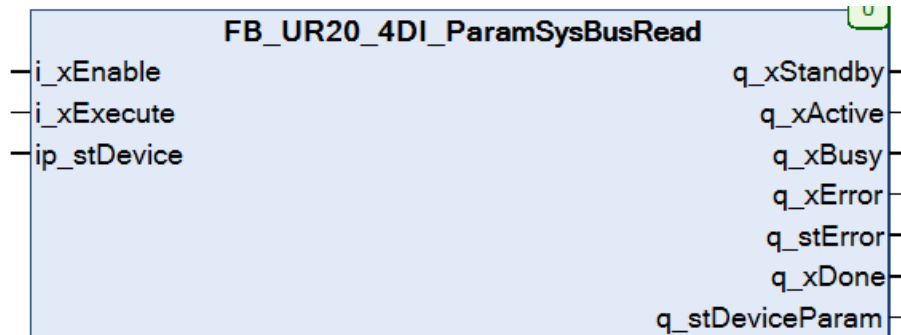 FB_UR20_4DI_ParamSysBusRead
i_xEnable
q_xStandby
i_xExecute
q_xActive
ip_stDevice
q_xBusy
q_xError
q_stError
q_xDone
q_stDeviceParam